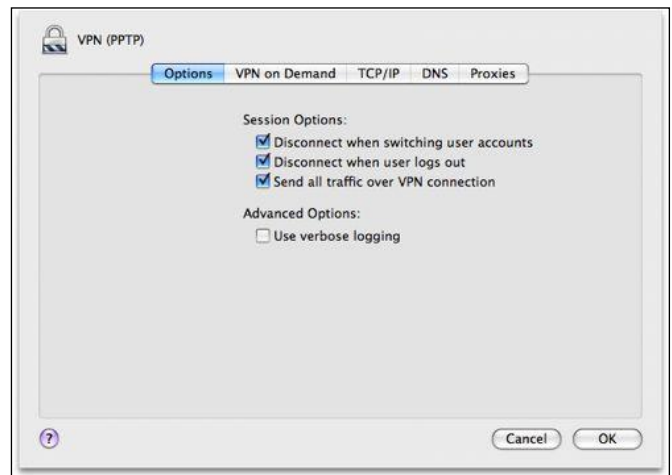 VPN (PPTP)
Options VPN on Demand TCP/IP DNS Proxies
Session Options:
Disconnect when switching user accounts
Disconnect when user logs out
Send all traffic over VPN connection
Advanced Options:
Use verbose logging
? Cancel OK